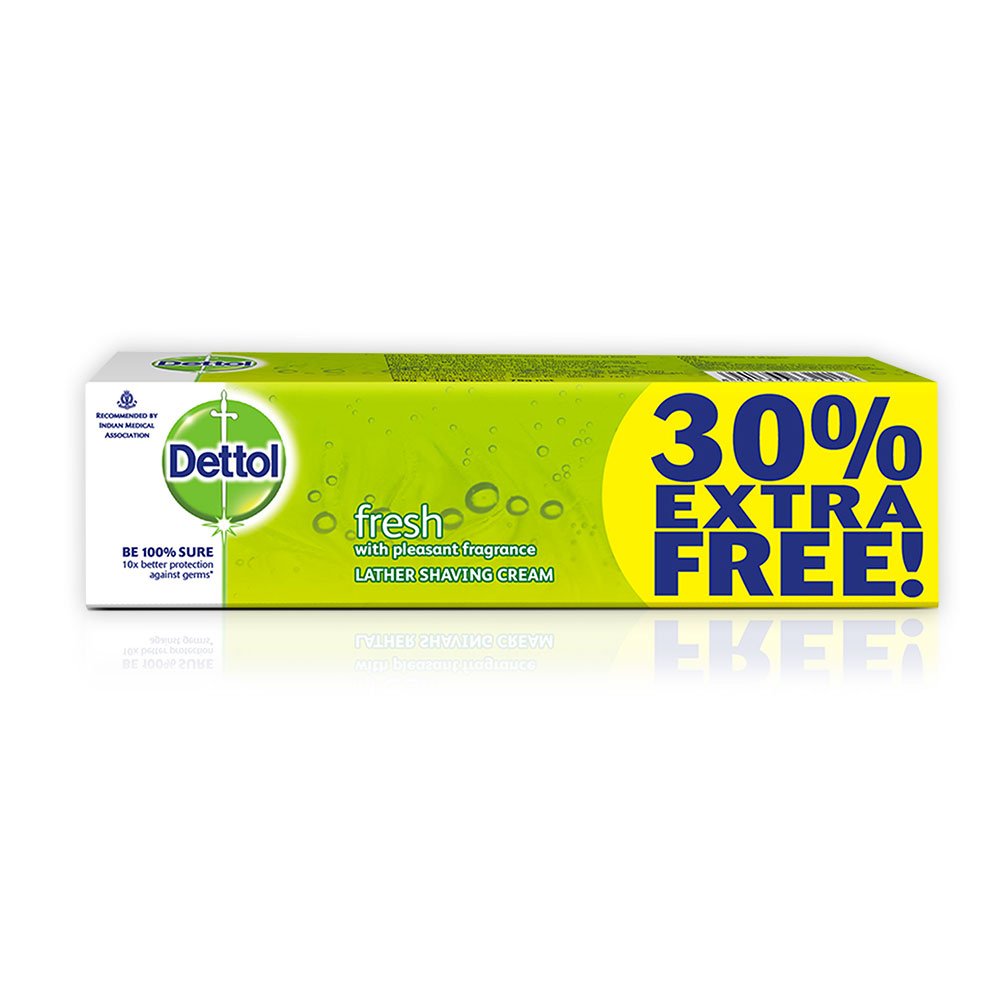 Dettol
RECOMMENDED BY
INDIAN MEDICAL
ASSOCIATION
Dettol
BE 100% SURE
10x better protection
against germs*
fresh
with pleasant fragrance
LATHER SHAVING CREAM
30%
EXTRA
FREE!